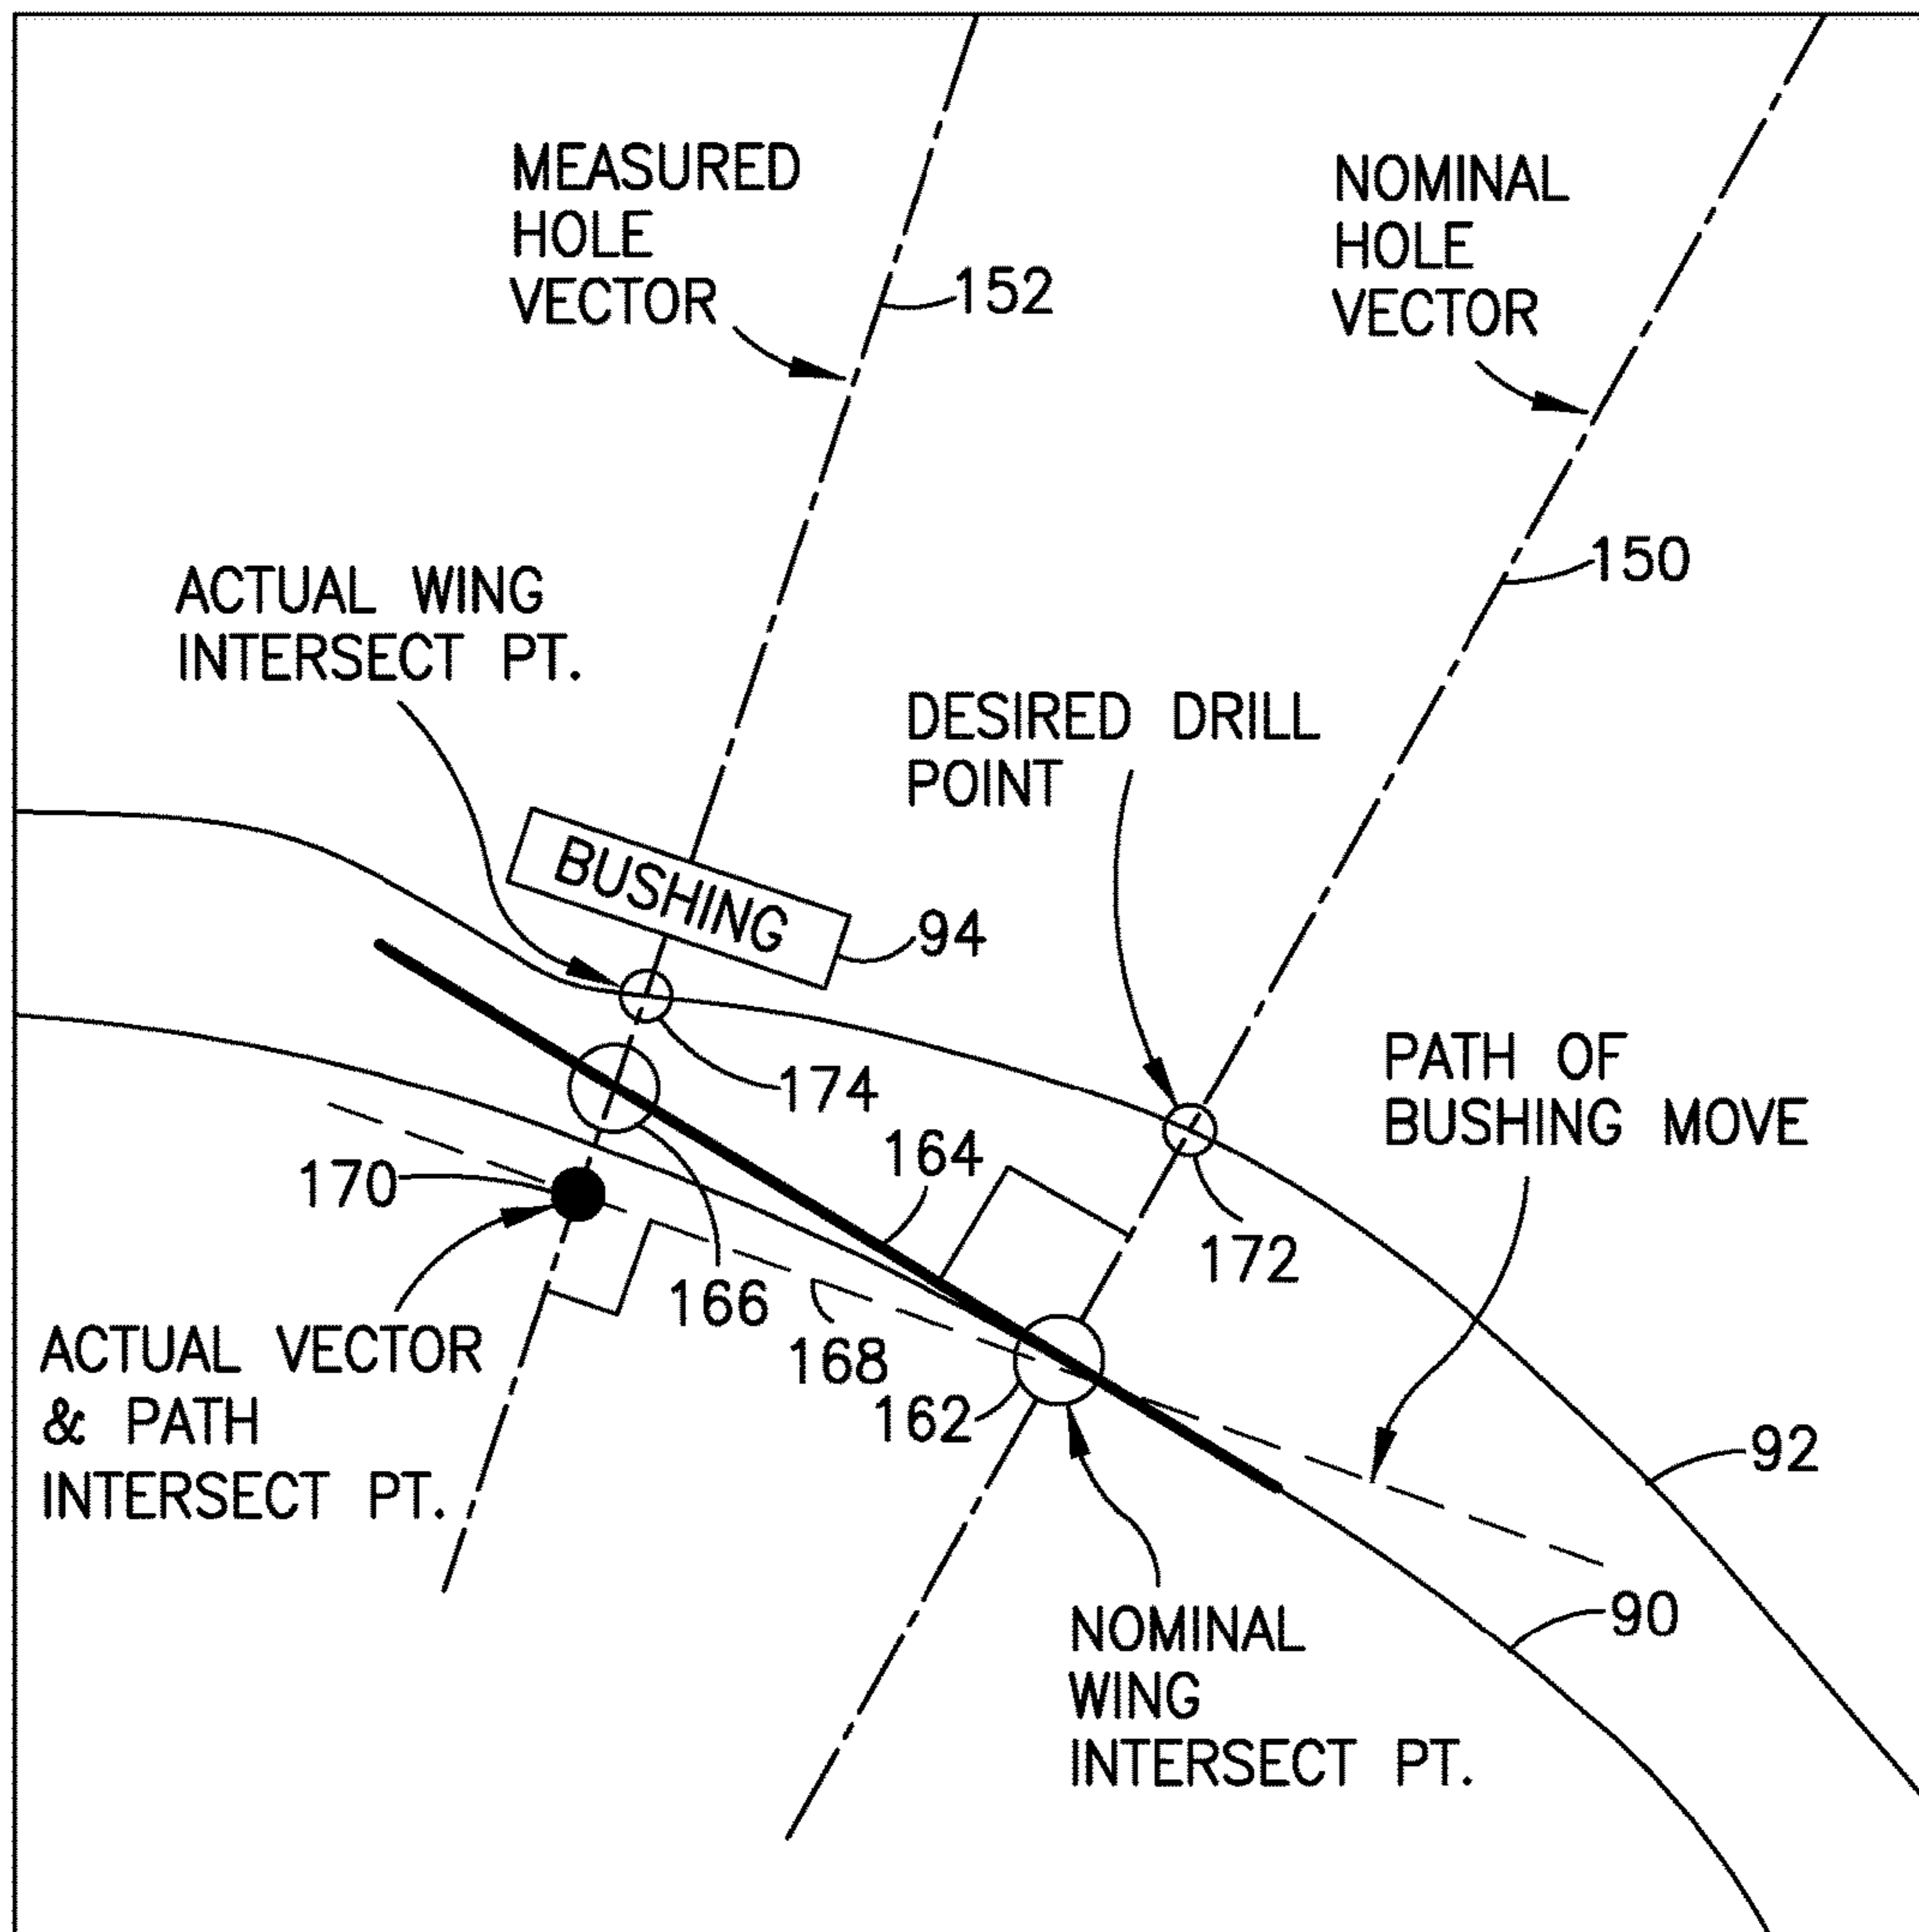 MEASURED
HOLE
VECTOR
152
NOMINAL
HOLE
VECTOR
150
ACTUAL WING
INTERSECT PT.
DESIRED DRILL
POINT
BUSHING
94
174
PATH OF
BUSHING MOVE
164
170
172
166
168
162
ACTUAL VECTOR
& PATH
INTERSECT PT.
92
90
NOMINAL
WING
INTERSECT PT.